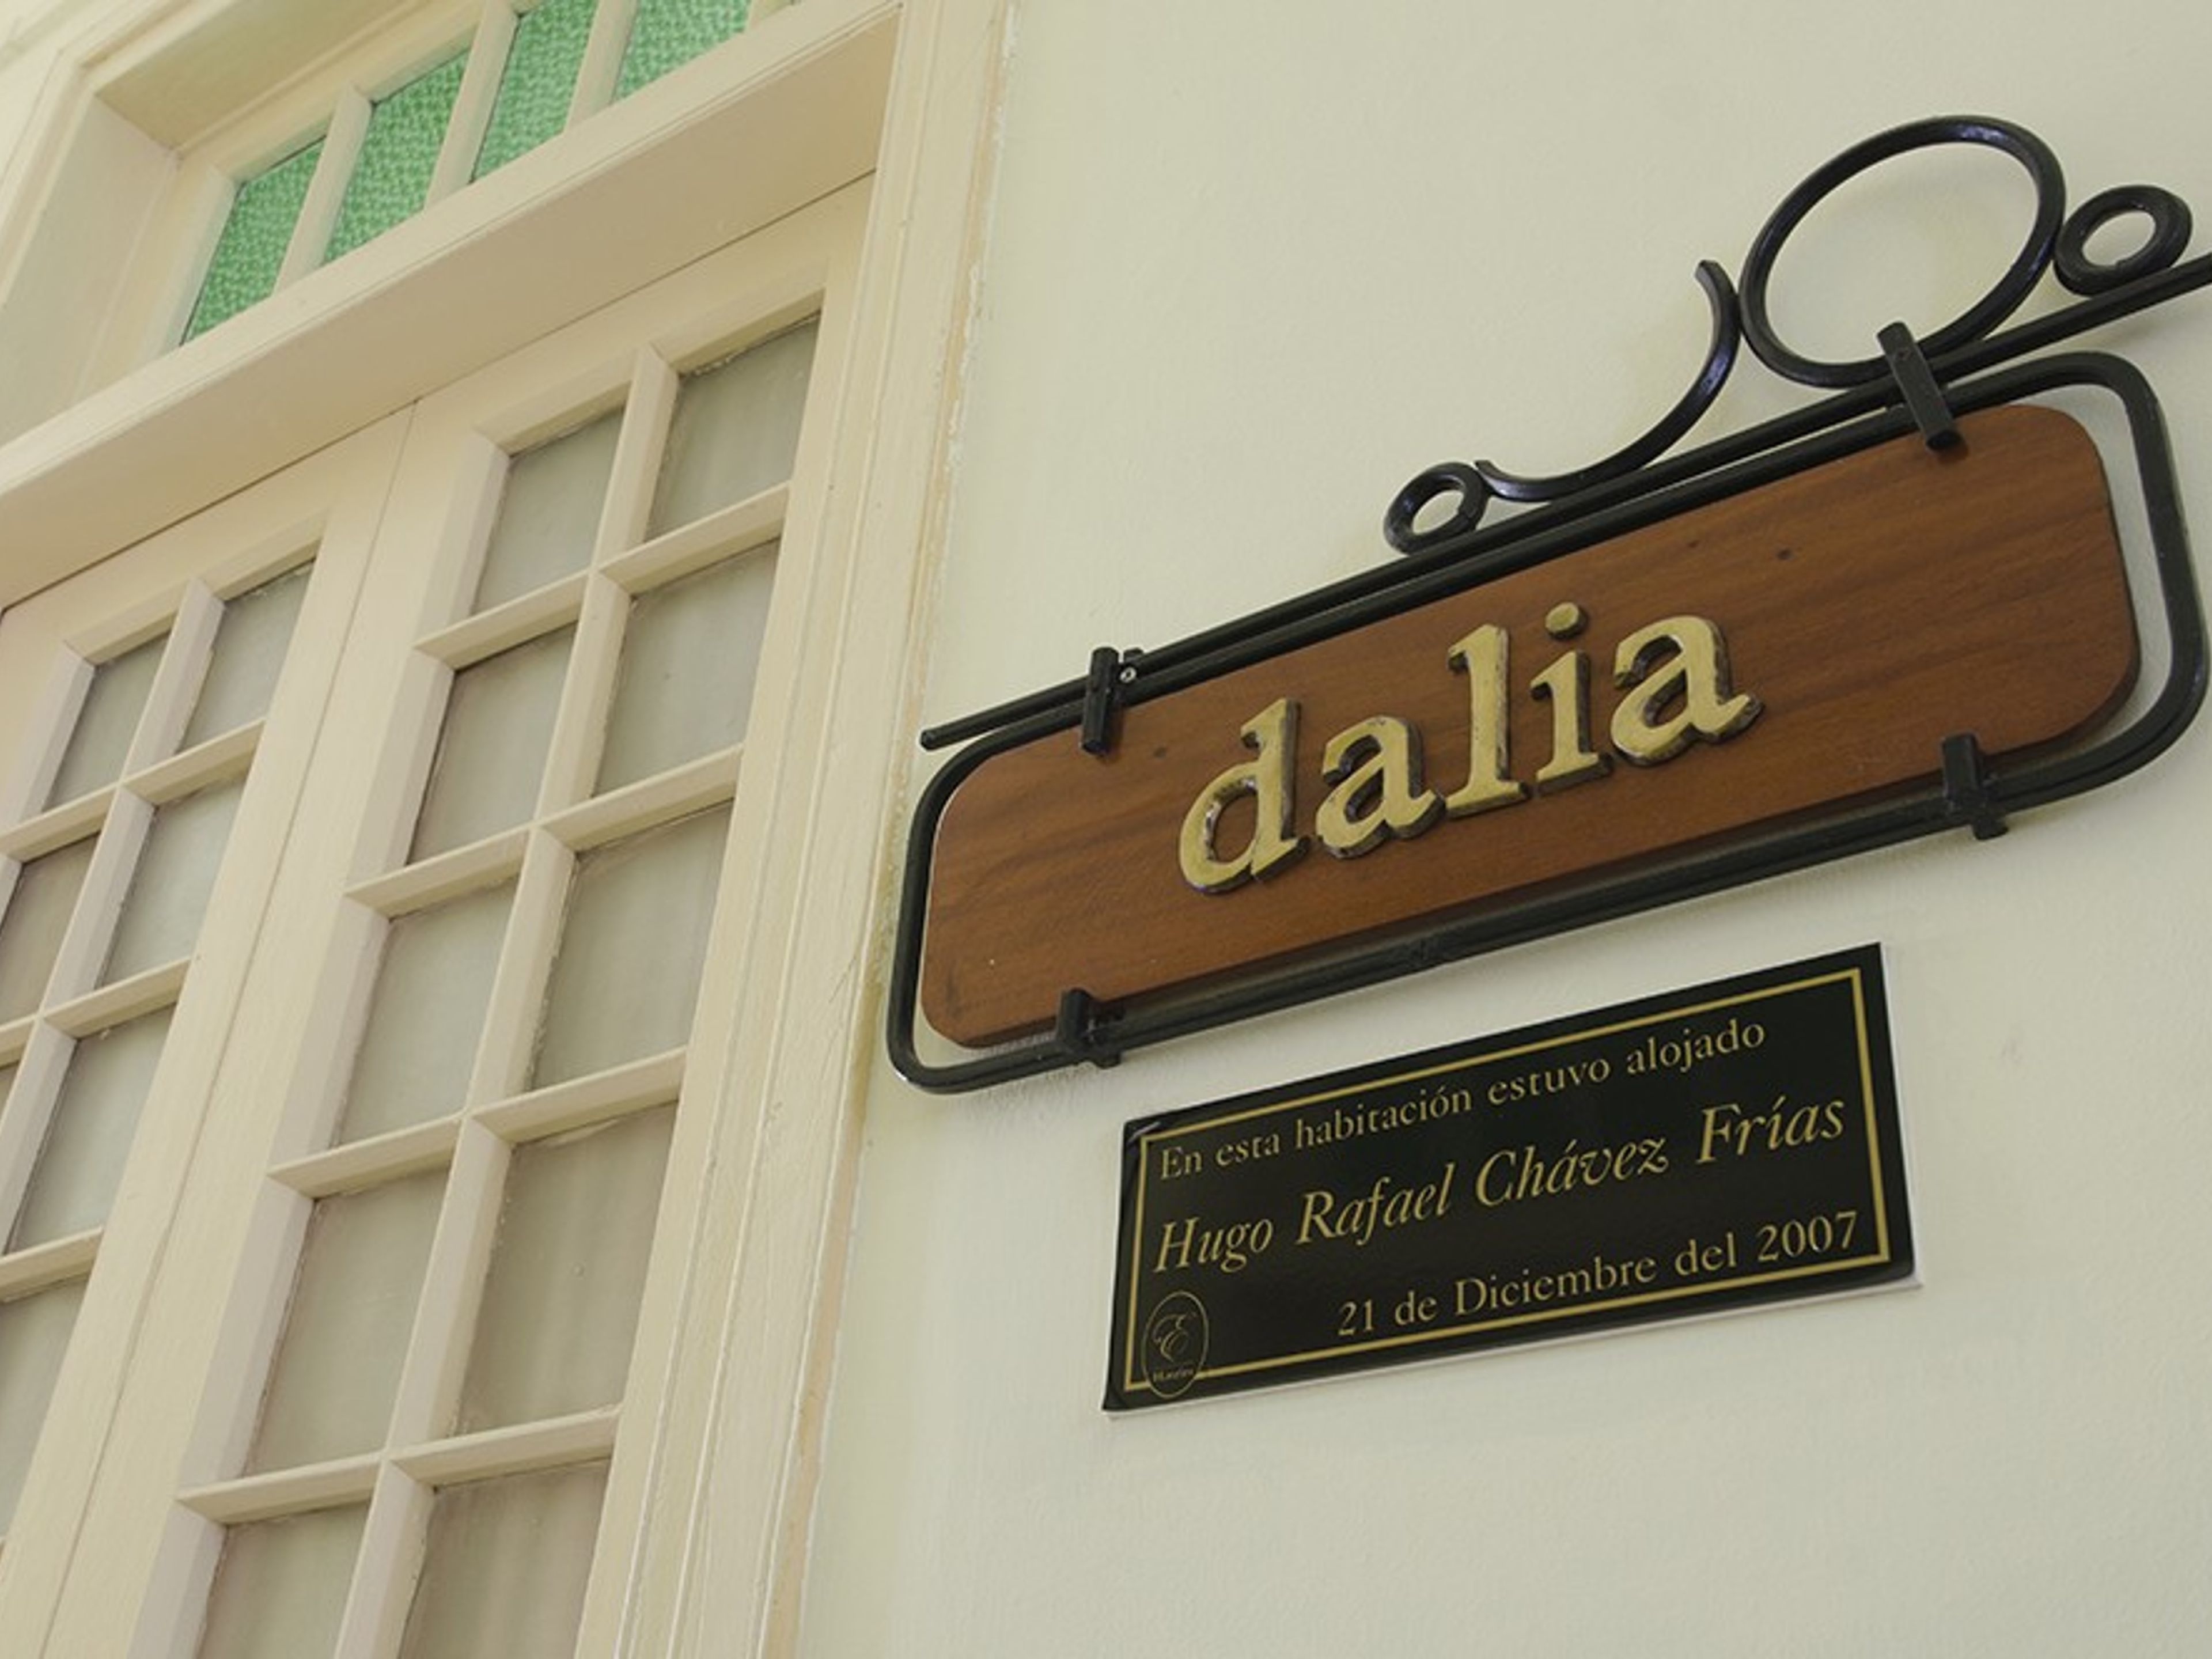 dalia
En esta habitación estuvo alojado
Hugo Rafael Chávez Frías
21 de Diciembre del 2007
E